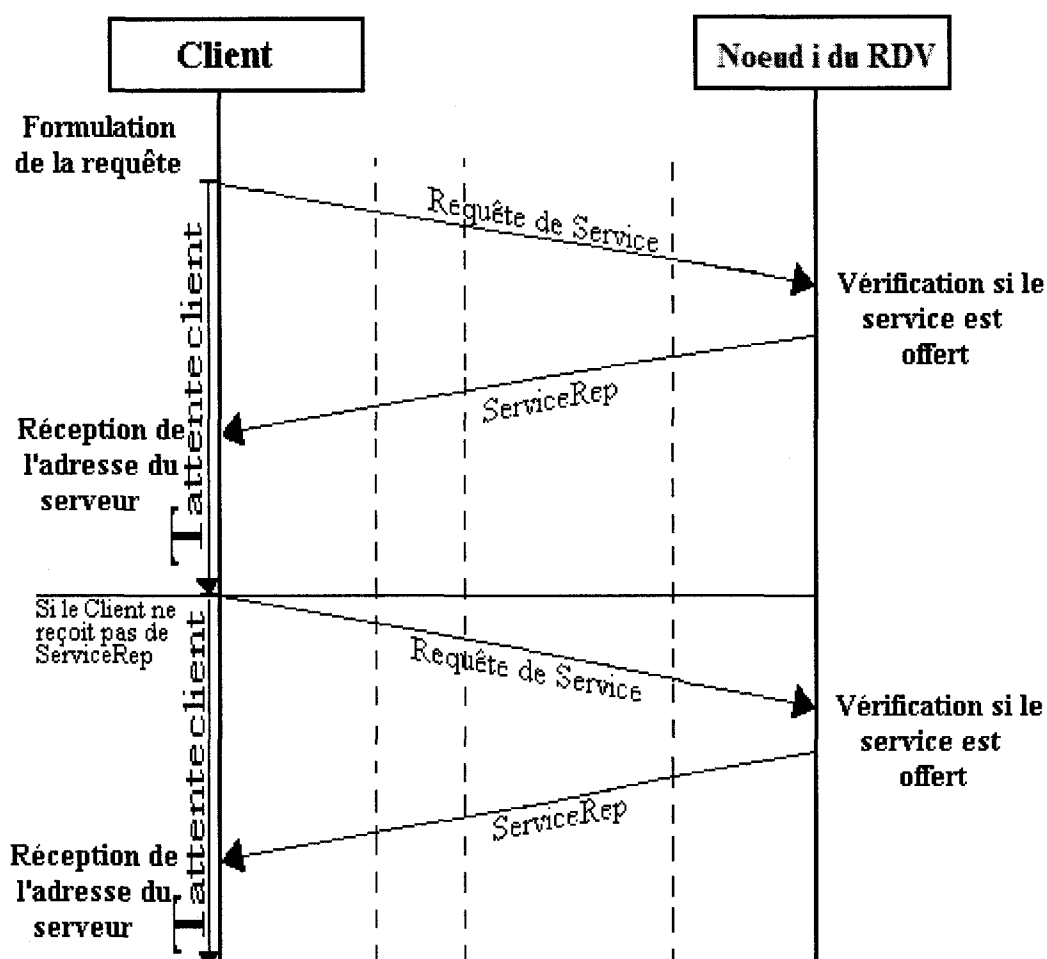 Client
Noeud i du RDV
Formulation
de la requête
Requête de Service
Vérification si le
service est
offert
ServiceRep
Réception de
l'adresse du
serveur
Tattenteclient
Si le Client ne
reçoit pas de
ServiceRep
Requête de Service
Vérification si le
service est
offert
ServiceRep
Réception de
l'adresse du
serveur
Tattenteclient